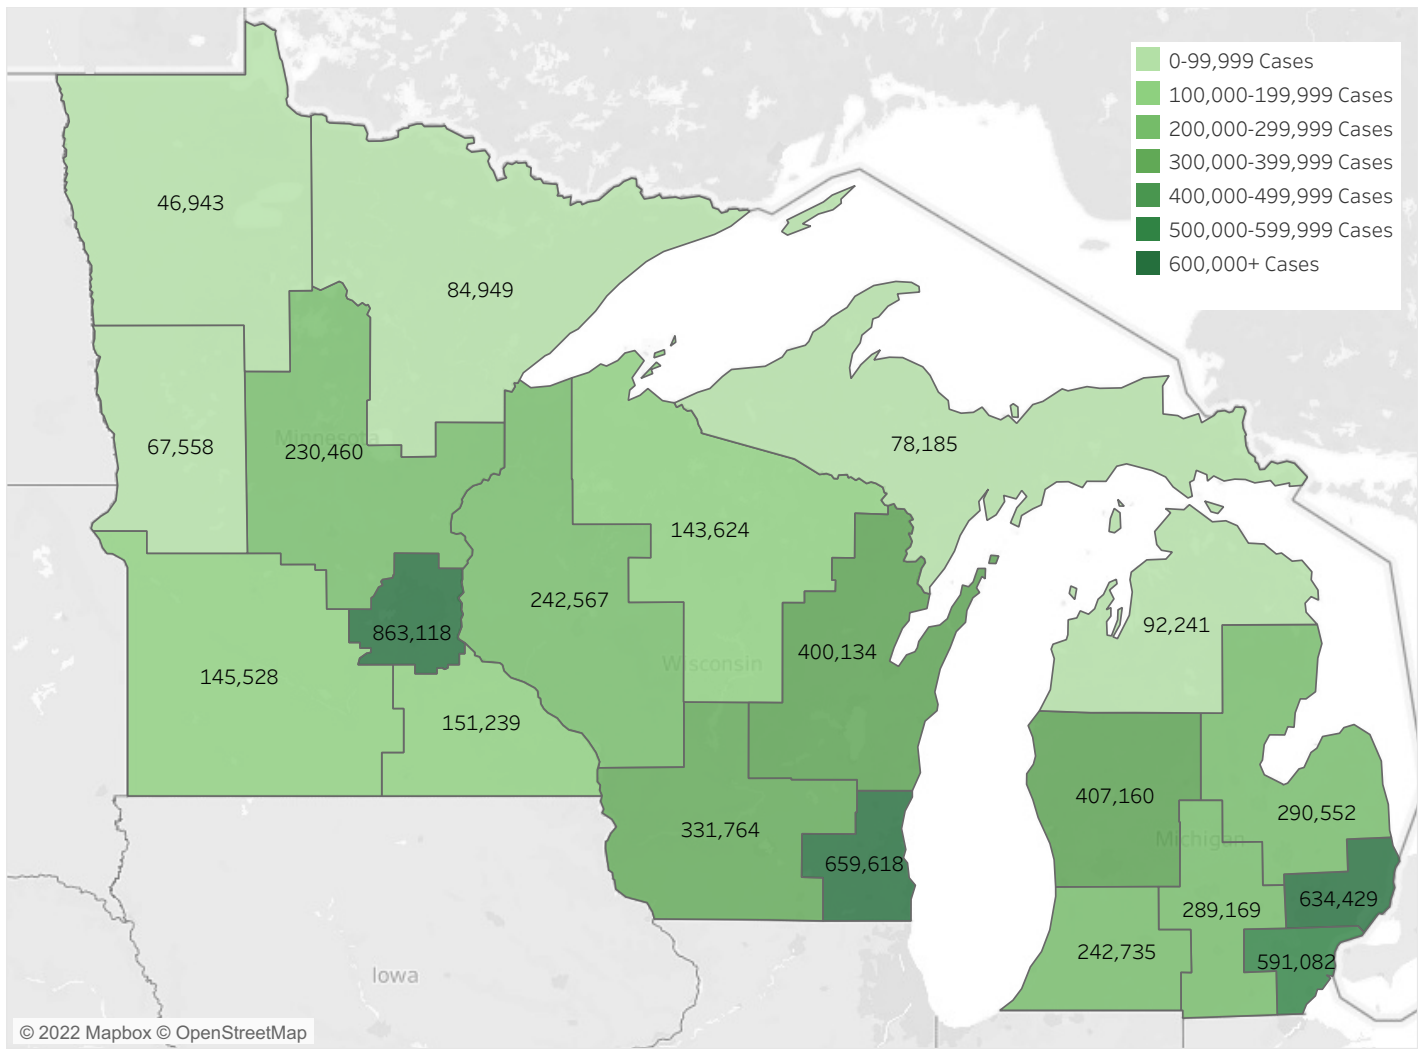 0-99,999 Cases
100,000-199,999 Cases
200,000-299,999 Cases
300,000-399,999 Cases
400,000-499,999 Cases
500,000-599,999 Cases
600,000+ Cases
46,943
84,949
67,558
Minnesota
230,460
78,185
143,624
242,567
92,241
863,118
400,134
Wisconsin
145,528
151,239
407,160
290,552
331,764
Michigan
659,618
634,429
289,169
242,735
591,082
Iowa
© 2022 Mapbox © OpenStreetMap